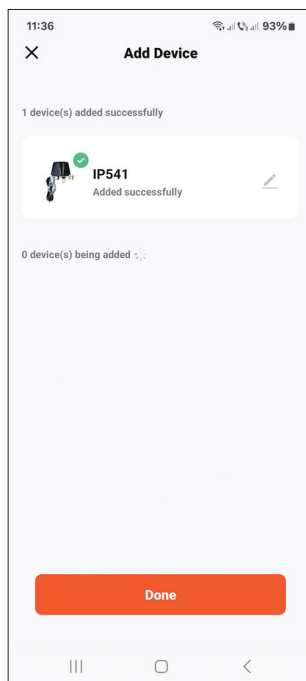 11:36
93%
Add Device
1 device(s) added successfully
IP541
Added successfully
0 device(s) being added
Done